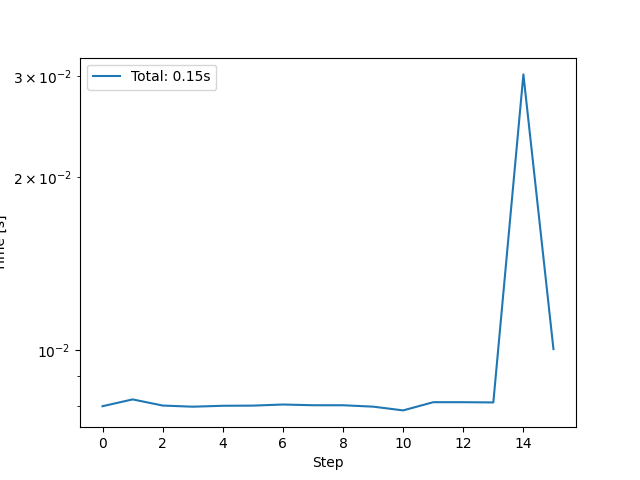 Total: 0.15s
3 × 10⁻²
2 × 10⁻²
10⁻²
Time [s]
0 2 4 6 8 10 12 14
Step